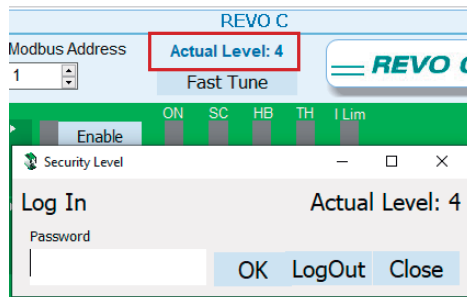 REVO C
Modbus Address
Actual Level: 4
1
Fast Tune
REVO C
ON SC HB TH I Lim
Enable
Security Level
Log In
Actual Level: 4
Password
OK LogOut Close